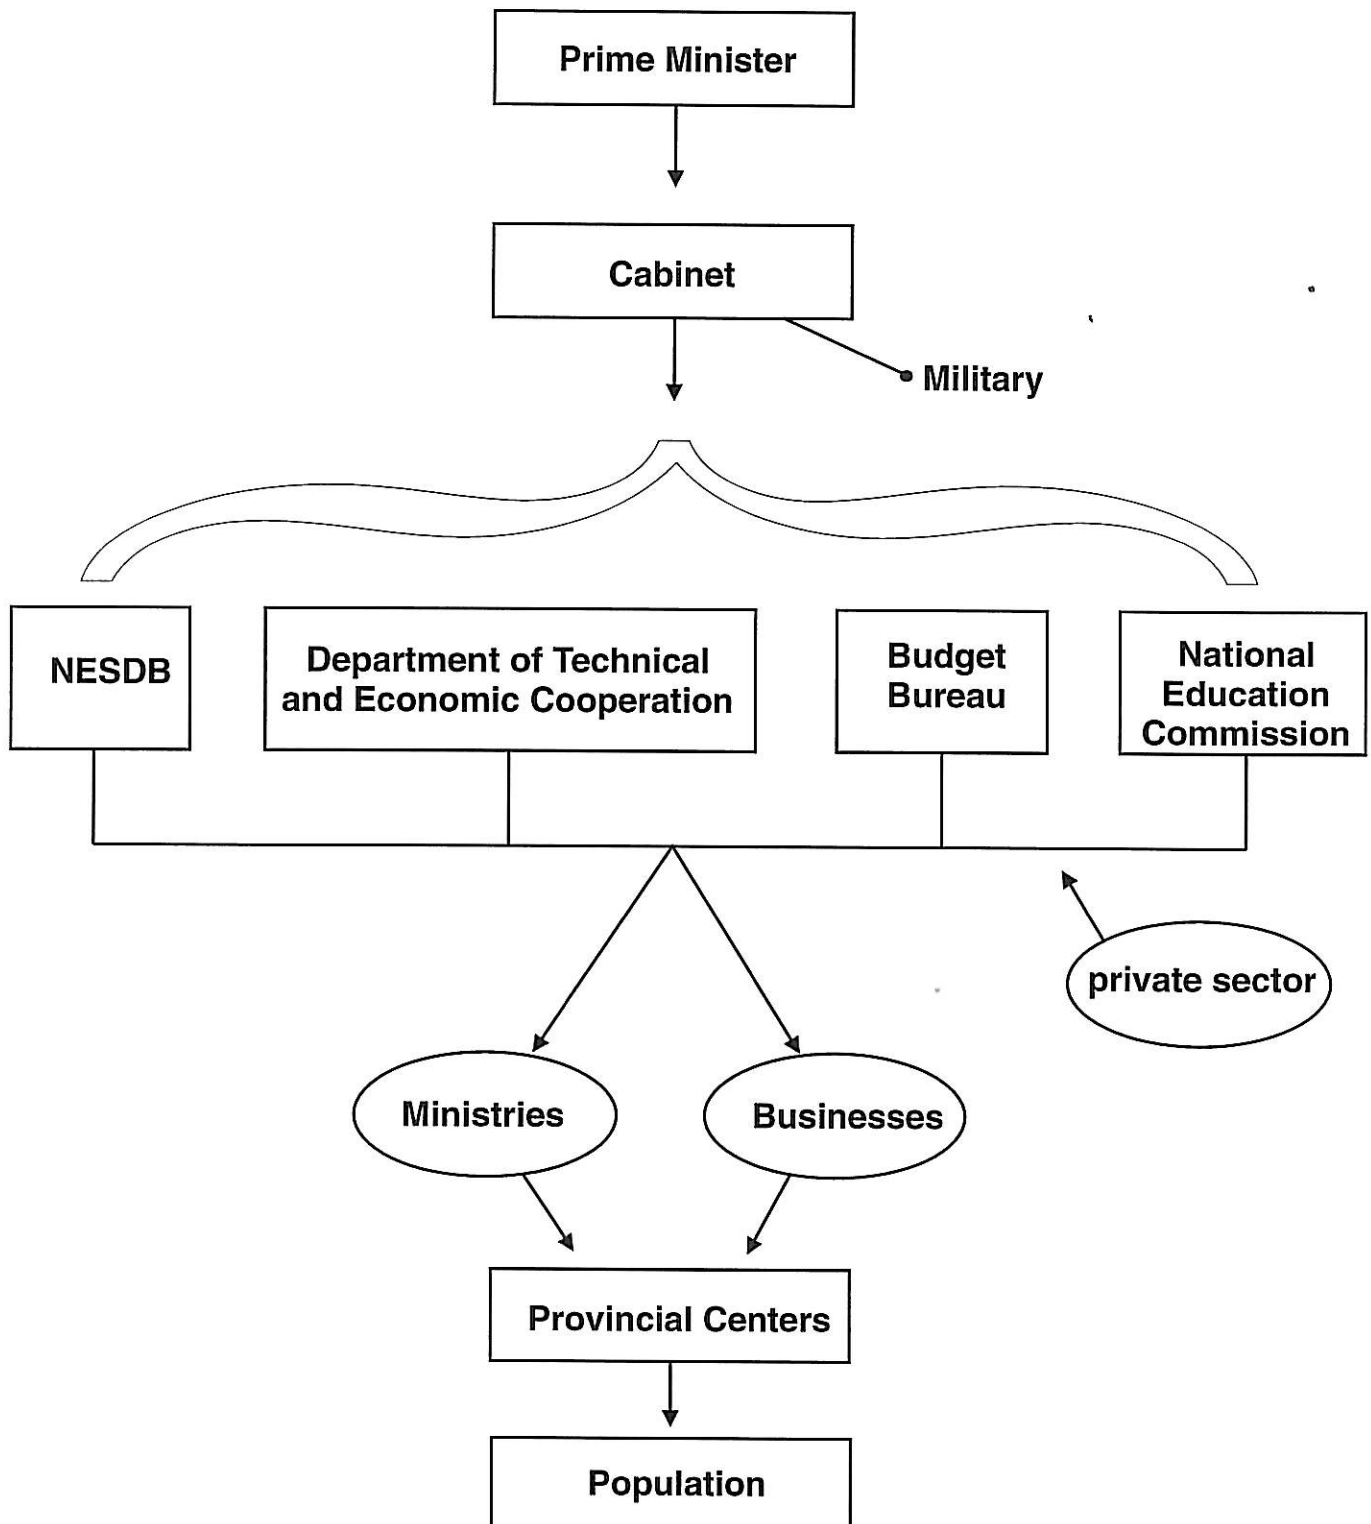 Prime Minister
Cabinet
Military
NESDB
Department of Technical
and Economic Cooperation
Budget
Bureau
National
Education
Commission
private sector
Ministries
Businesses
Provincial Centers
Population